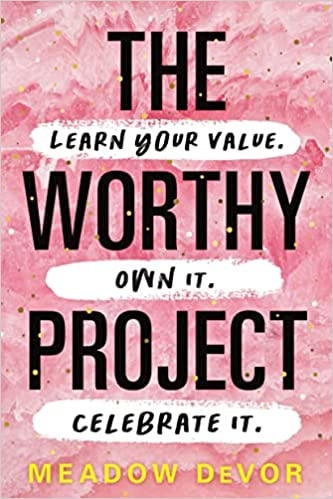 THE
LEARN YOUR VALUE.
WORTHY
OWN IT.
PROJECT
CELEBRATE IT.
MEADOW DeVOR